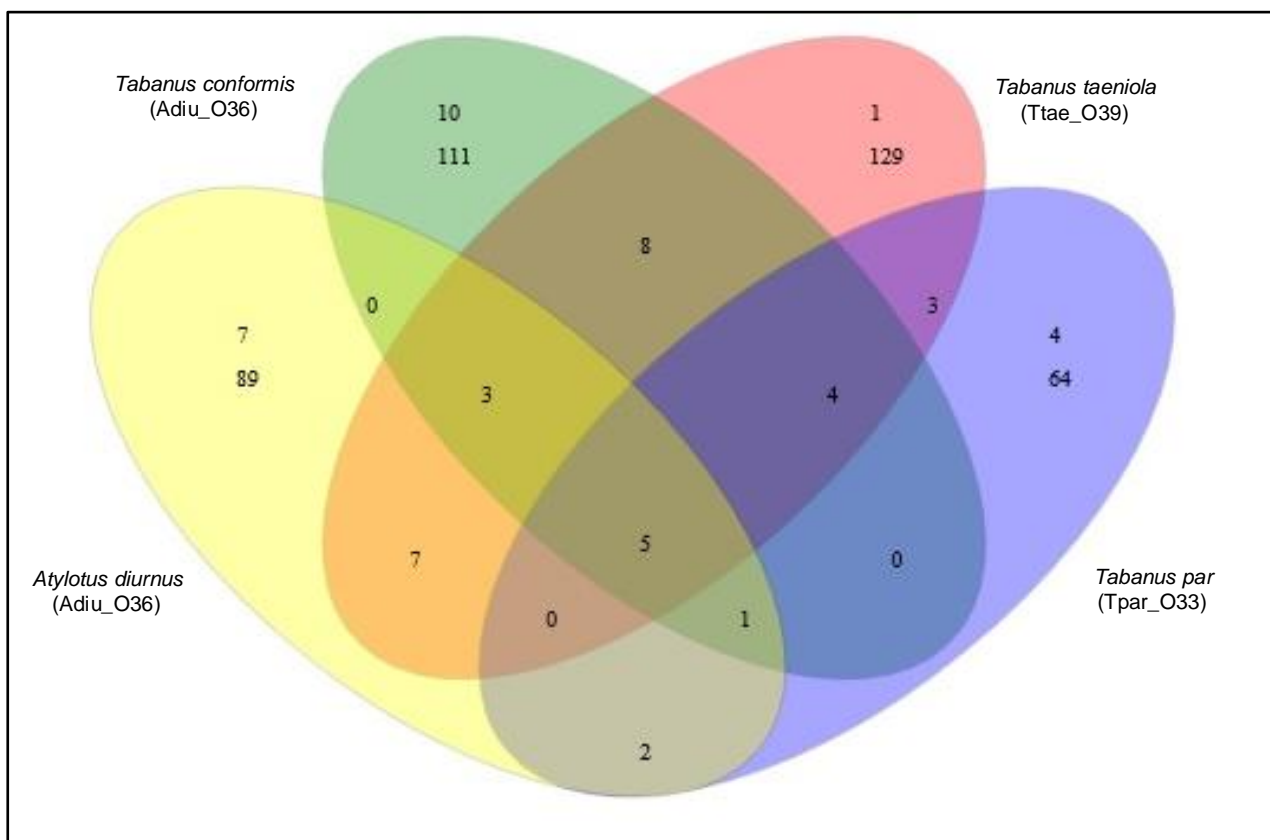 Tabanus conformis
(Adiu_O36)
Tabanus taeniola
(Ttae_O39)
10
111
1
129
8
0
3
7
89
4
64
3
4
7
5
0
Atylotus diurnus
(Adiu_O36)
Tabanus par
(Tpar_O33)
0
1
2